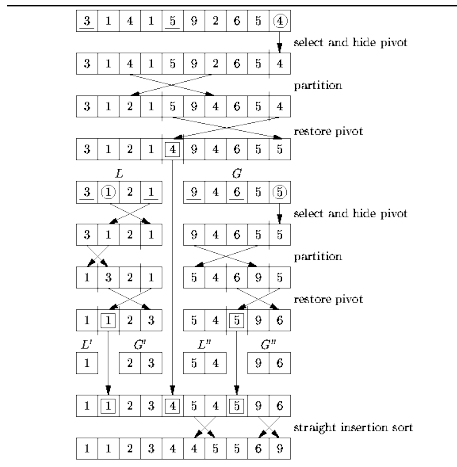 3 1 4 1 5 9 2 6 5 4
select and hide pivot
3 1 4 1 5 9 2 6 5 4
partition
3 1 2 1 5 9 4 6 5 4
restore pivot
3 1 2 1 4 9 4 6 5 5
L G
3 1 2 1 9 4 6 5 5
select and hide pivot
3 1 2 1 9 4 6 5 5
partition
1 3 2 1 5 4 6 9 5
restore pivot
1 1 2 3 5 4 5 9 6
L' G' L" G"
1 2 3 5 4 9 6
1 1 2 3 4 5 4 5 9 6
straight insertion sort
1 1 2 3 4 4 5 5 6 9